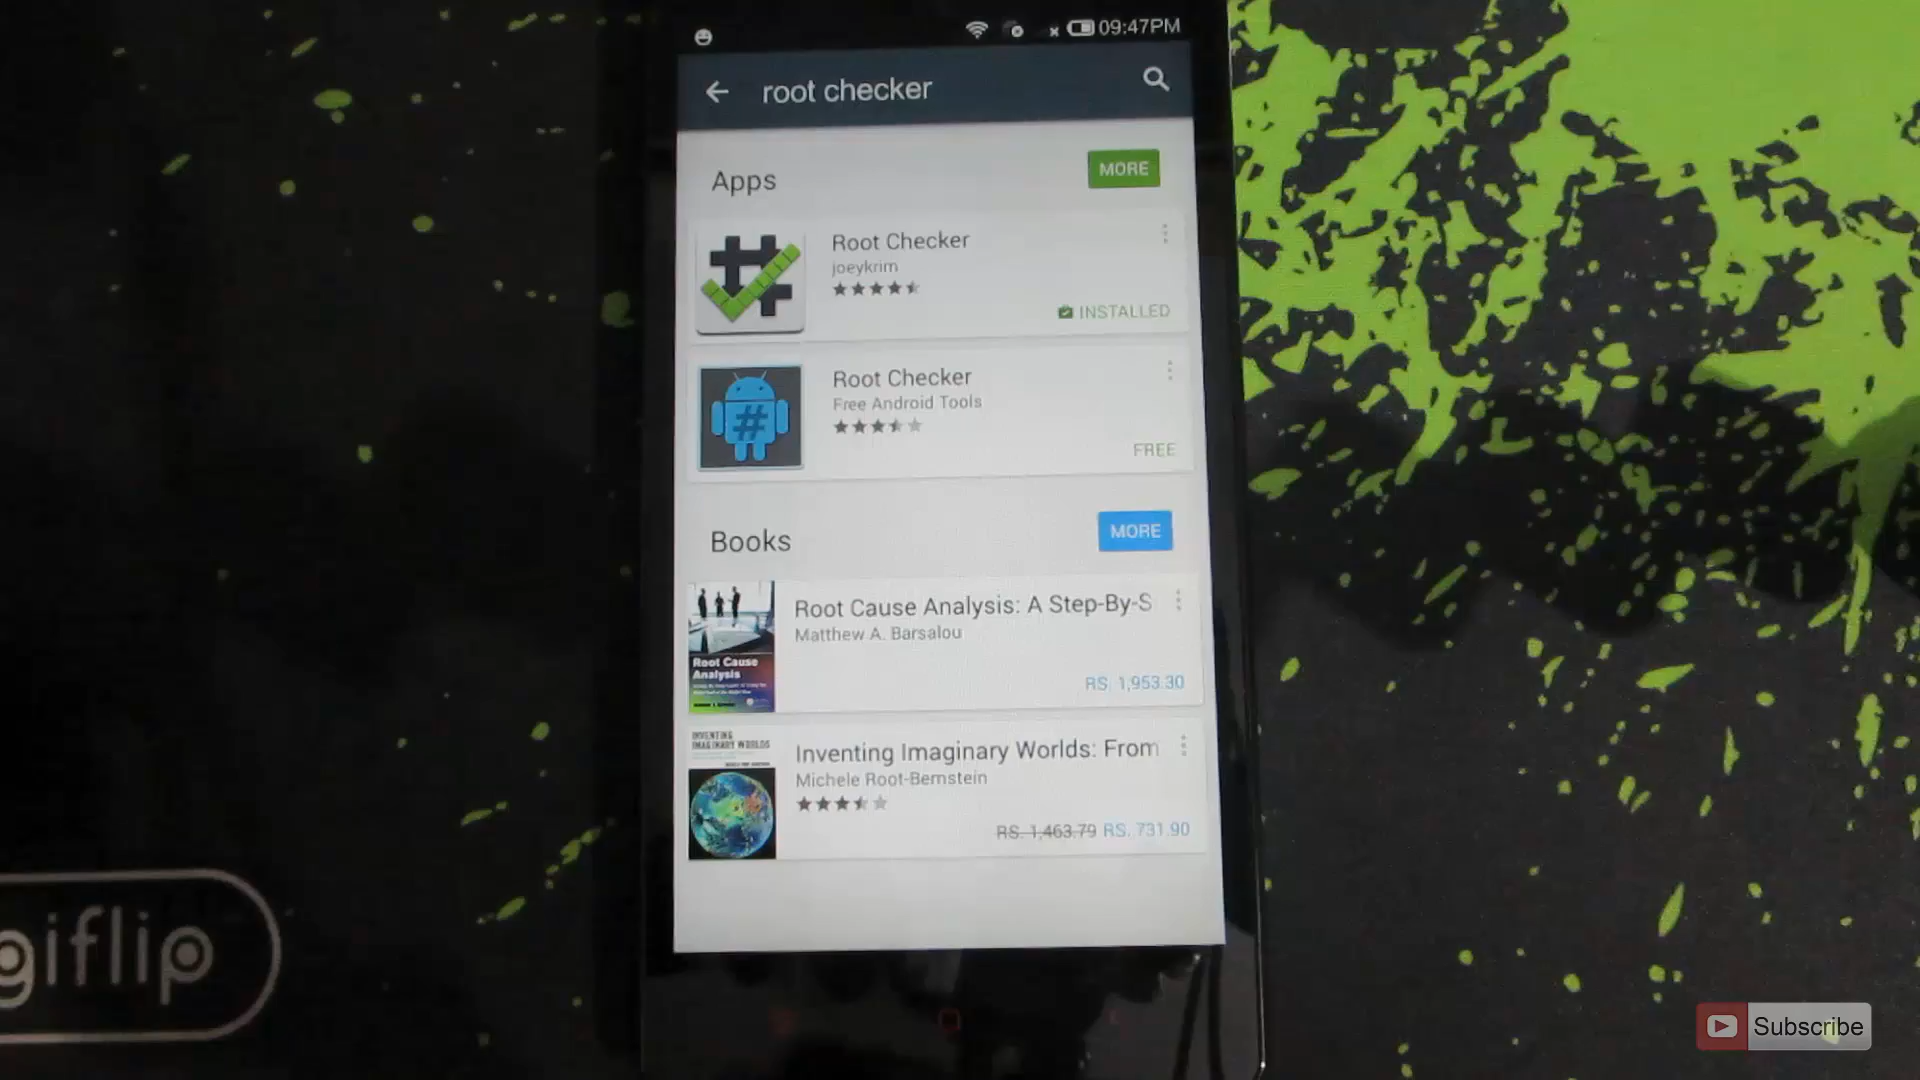 09:47PM
root checker
Apps
MORE
Root Checker
joeykrim
INSTALLED
Root Checker
Free Android Tools
FREE
Books
MORE
Root Cause Analysis: A Step-By-S
Matthew A. Barsalou
Root Cause
Analysis
RS. 1,953.30
INVENTING
IMAGINARY WORLDS
Inventing Imaginary Worlds: From
Michele Root-Bernstein
RS. 1,463.79 RS. 731.90
giflip
Subscribe